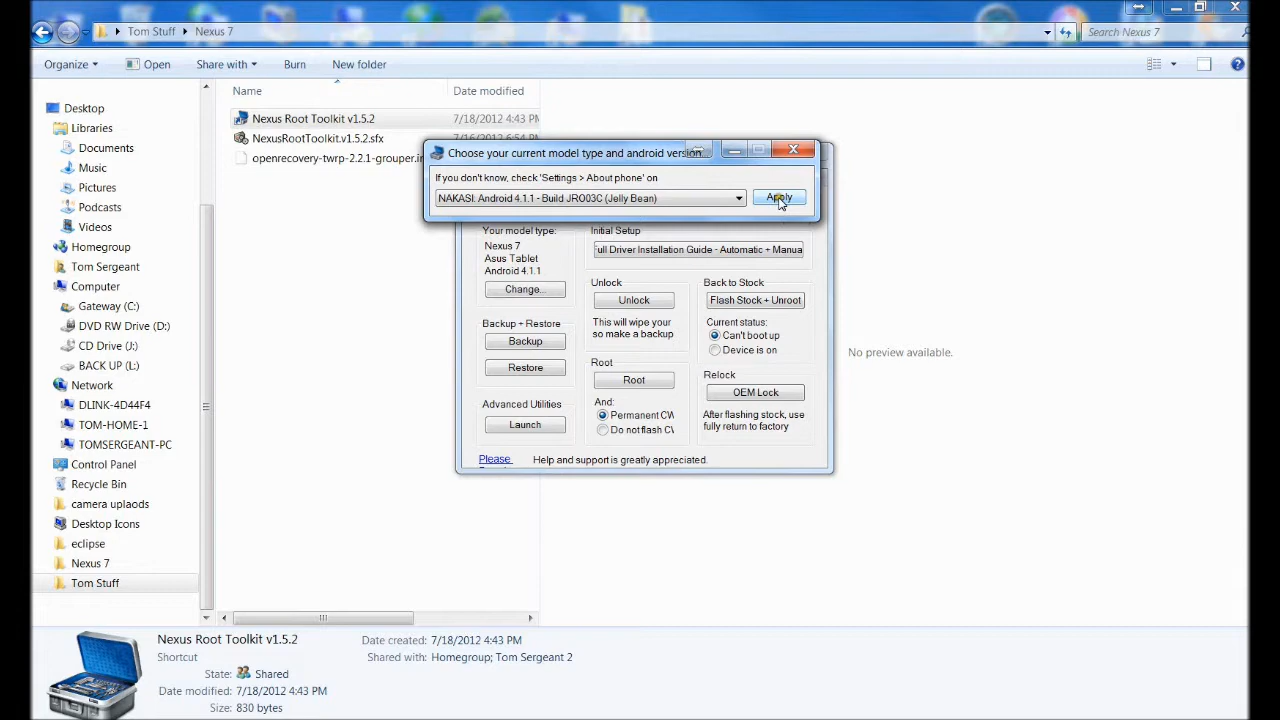 Tom Stuff
Nexus 7
Search Nexus 7
Organize
Open
Share with
Burn
New folder
Name
Date modified
Desktop
Libraries
Documents
Music
Pictures
Podcasts
Videos
Homegroup
Tom Sergeant
Computer
Gateway (C:)
DVD RW Drive (D:)
CD Drive (J:)
BACK UP (L:)
Network
DLINK-4D44F4
TOM-HOME-1
TOMSERGEANT-PC
Control Panel
Recycle Bin
camera uplaods
Desktop Icons
eclipse
Nexus 7
Tom Stuff
Nexus Root Toolkit v1.5.2
7/18/2012 4:43 PM
NexusRootToolkit.v1.5.2.sfx
7/16/2012 6:54 PM
openrecovery-twrp-2.2.1-grouper.im
Choose your current model type and android version
If you don't know, check 'Settings > About phone' on
NAKASI: Android 4.1.1 - Build JRO03C (Jelly Bean)
Apply
Your model type:
Nexus 7
Asus Tablet
Android 4.1.1
Change...
Backup + Restore
Backup
Restore
Advanced Utilities
Launch
Please
Initial Setup
ull Driver Installation Guide - Automatic + Manua
Unlock
Unlock
This will wipe your
so make a backup
Root
Root
And:
Permanent CW
Do not flash CW
Back to Stock
Flash Stock + Unroot
Current status:
Can't boot up
Device is on
Relock
OEM Lock
After flashing stock, use
fully return to factory
Help and support is greatly appreciated.
No preview available.
Nexus Root Toolkit v1.5.2
Shortcut
State: Shared
Date modified: 7/18/2012 4:43 PM
Size: 830 bytes
Date created: 7/18/2012 4:43 PM
Shared with: Homegroup; Tom Sergeant 2